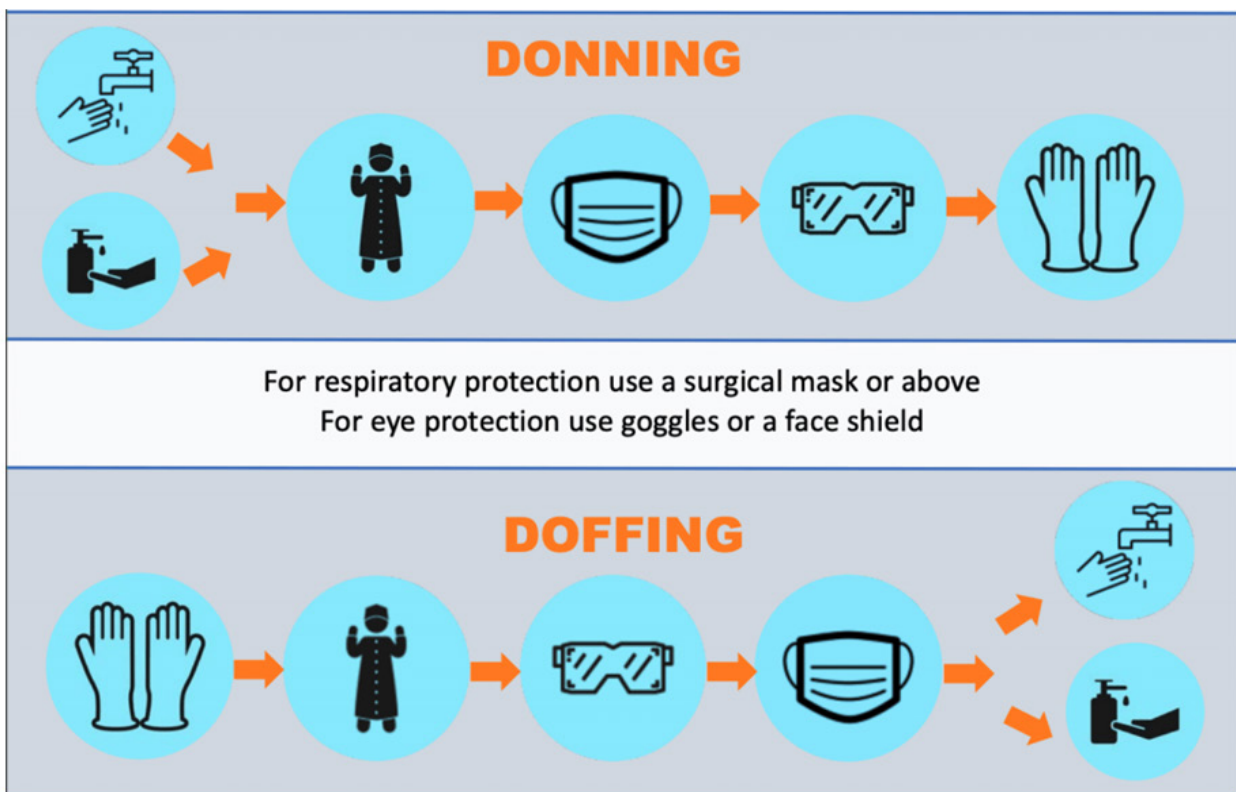 DONNING
For respiratory protection use a surgical mask or above
For eye protection use goggles or a face shield
DOFFING